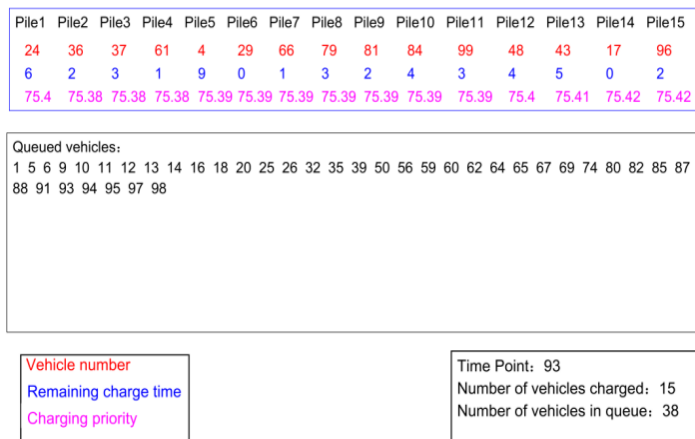 Pile1 Pile2 Pile3 Pile4 Pile5 Pile6 Pile7 Pile8 Pile9 Pile10 Pile11 Pile12 Pile13 Pile14 Pile15
24 36 37 61 4 29 66 79 81 84 99 48 43 17 96
6 2 3 1 9 0 1 3 2 4 3 4 5 0 2
75.4 75.38 75.38 75.38 75.39 75.39 75.39 75.39 75.39 75.39 75.39 75.4 75.41 75.42 75.42
Queued vehicles:
1 5 6 9 10 11 12 13 14 16 18 20 25 26 32 35 39 50 56 59 60 62 64 65 67 69 74 80 82 85 87
88 91 93 94 95 97 98
Vehicle number
Remaining charge time
Charging priority
Time Point: 93
Number of vehicles charged: 15
Number of vehicles in queue: 38